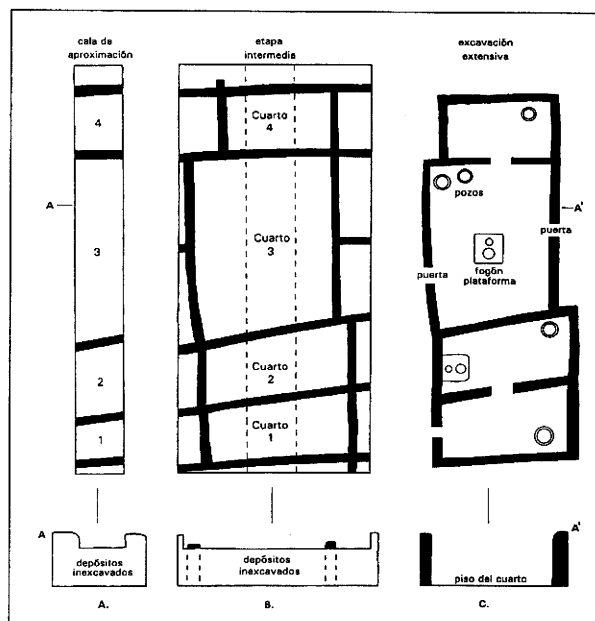 cala de
aproximación
etapa
intermedia
excavación
extensiva
4
A
3
2
1
Cuarto
4
Cuarto
3
Cuarto
2
Cuarto
1
pozos
A'
puerta
fogón
plataforma
puerta
A
depósitos
inexcavados
A.
depósitos
inexcavados
B.
A'
piso del cuarto
C.